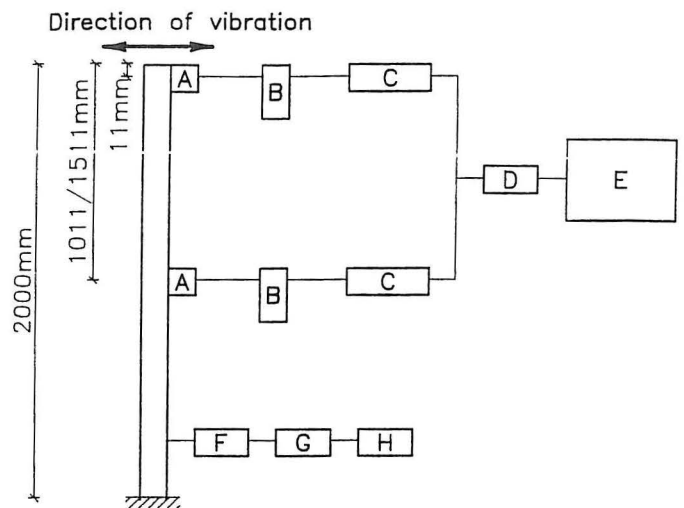 Direction of vibration
A
B
C
11mm
1011/1511mm
2000mm
D
E
A
B
C
F
G
H